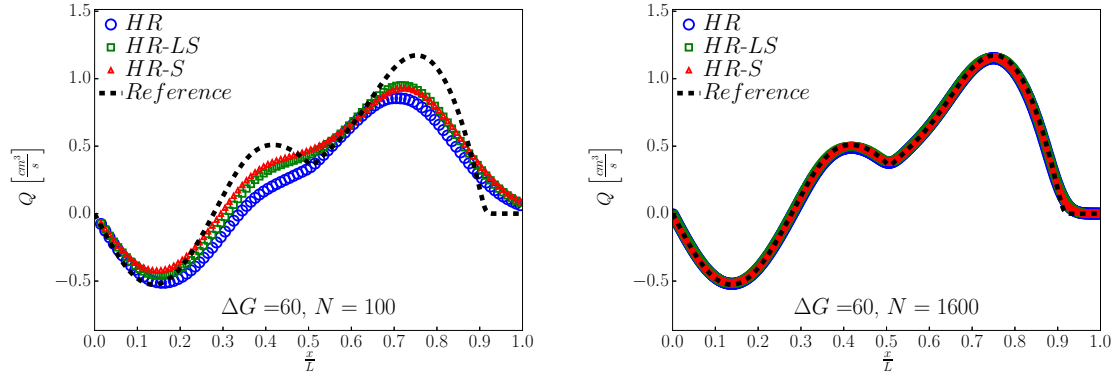 1.5
1.0
0.5
0.0
−0.5
Q [cm³/s]
HR
HR-LS
HR-S
Reference
ΔG =60, N = 100
0.0 0.1 0.2 0.3 0.4 0.5 0.6 0.7 0.8 0.9 1.0
x/L
1.5
1.0
0.5
0.0
−0.5
Q [cm³/s]
HR
HR-LS
HR-S
Reference
ΔG =60, N = 1600
0.0 0.1 0.2 0.3 0.4 0.5 0.6 0.7 0.8 0.9 1.0
x/L